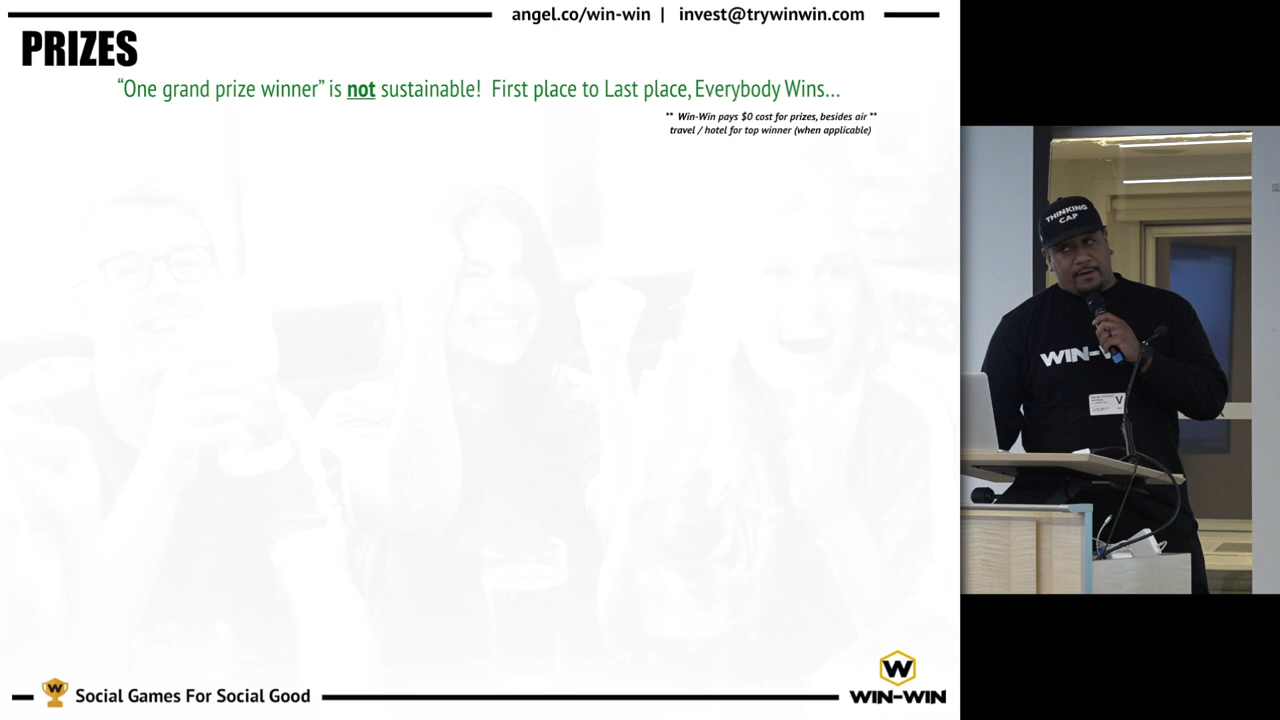 angel.co/win-win | invest@trywinwin.com
PRIZES
“One grand prize winner” is not sustainable! First place to Last place, Everybody Wins...
** Win-Win pays $0 cost for prizes, besides air **
travel / hotel for top winner (when applicable)
THINKING
CAP
WIN-W
V
W
Social Games For Social Good
W
WIN-WIN